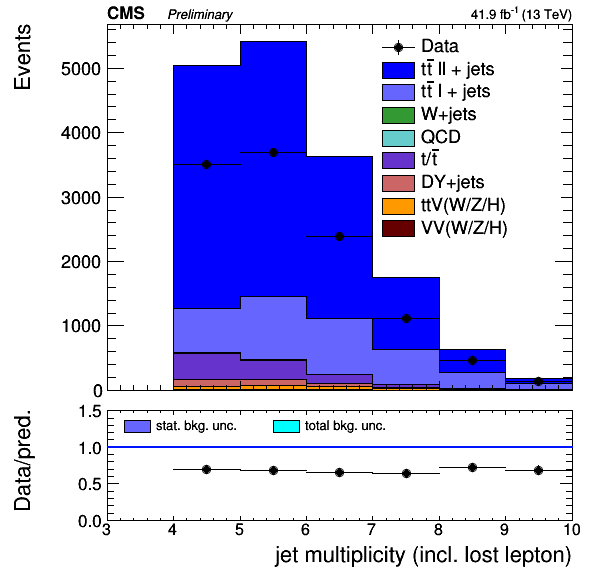 CMS Preliminary 41.9 fb⁻¹ (13 TeV)
Events
5000
4000
3000
2000
1000
0
Data
tt̄ ll + jets
tt̄ l + jets
W+jets
QCD
t/t̄
DY+jets
ttV(W/Z/H)
VV(W/Z/H)
Data/pred.
1.5
1.0
0.5
0.0
stat. bkg. unc. total bkg. unc.
3 4 5 6 7 8 9 10
jet multiplicity (incl. lost lepton)